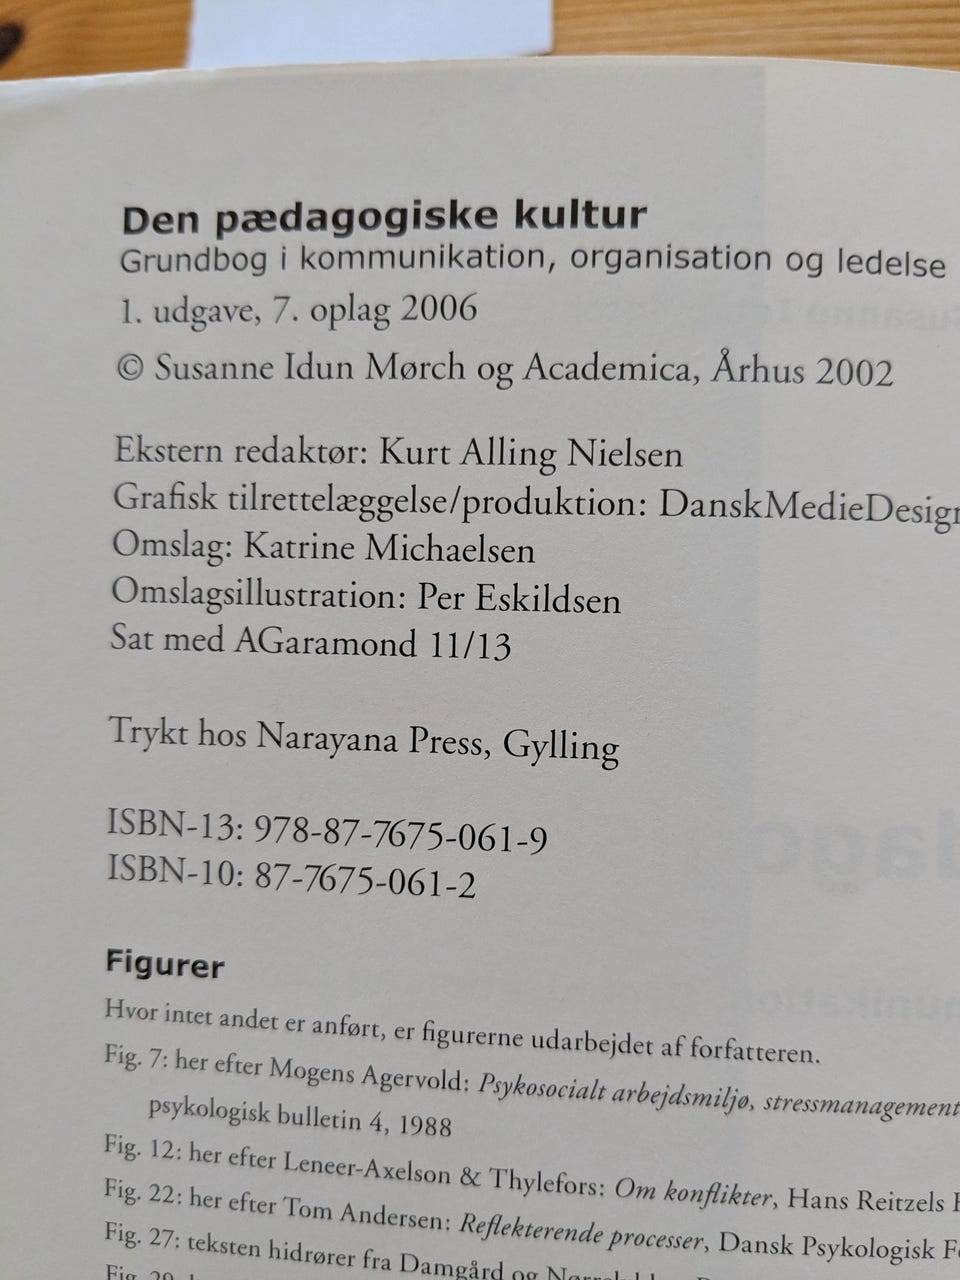 Den pædagogiske kultur
Grundbog i kommunikation, organisation og ledelse
1. udgave, 7. oplag 2006
© Susanne Idun Mørch og Academica, Århus 2002
Ekstern redaktør: Kurt Alling Nielsen
Grafisk tilrettelæggelse/produktion: DanskMedieDesign
Omslag: Katrine Michaelsen
Omslagsillustration: Per Eskildsen
Sat med AGaramond 11/13
Trykt hos Narayana Press, Gylling
ISBN-13: 978-87-7675-061-9
ISBN-10: 87-7675-061-2
Figurer
Hvor intet andet er anført, er figurerne udarbejdet af forfatteren.
Fig. 7: her efter Mogens Agervold: Psykosocialt arbejdsmiljø, stressmanagement
psykologisk bulletin 4, 1988
Fig. 12: her efter Leneer-Axelson & Thylefors: Om konflikter, Hans Reitzels
Fig. 22: her efter Tom Andersen: Reflekterende processer, Dansk Psykologisk
Fig. 27: teksten hidrører fra Damgård og